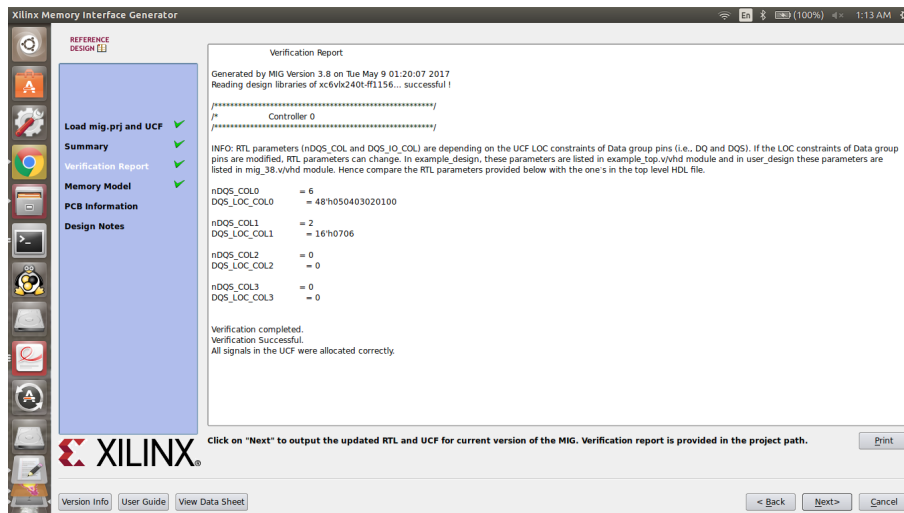 Xilinx Memory Interface Generator
En
(100%)
1:13 AM
REFERENCE
DESIGN
Load mig.prj and UCF
Summary
Verification Report
Memory Model
PCB Information
Design Notes
Verification Report
Generated by MIG Version 3.8 on Tue May 9 01:20:07 2017
Reading design libraries of xc6vlx240t-ff1156... successful !
/*******************************************************/
/*                  Controller 0
/*******************************************************/
INFO: RTL parameters (nDQS_COL and DQS_IO_COL) are depending on the UCF LOC constraints of Data group pins (i.e., DQ and DQS). If the LOC constraints of Data group
pins are modified, RTL parameters can change. In example_design, these parameters are listed in example_top.v/vhd module and in user_design these parameters are
listed in mig_38.v/vhd module. Hence compare the RTL parameters provided below with the one's in the top level HDL file.
nDQS_COL0 = 6
DQS_LOC_COL0 = 48'h050403020100
nDQS_COL1 = 2
DQS_LOC_COL1 = 16'h0706
nDQS_COL2 = 0
DQS_LOC_COL2 = 0
nDQS_COL3 = 0
DQS_LOC_COL3 = 0
Verification completed.
Verification Successful.
All signals in the UCF were allocated correctly.
XILINX®
Click on "Next" to output the updated RTL and UCF for current version of the MIG. Verification report is provided in the project path.
Print
Version Info
User Guide
View Data Sheet
< Back
Next>
Cancel